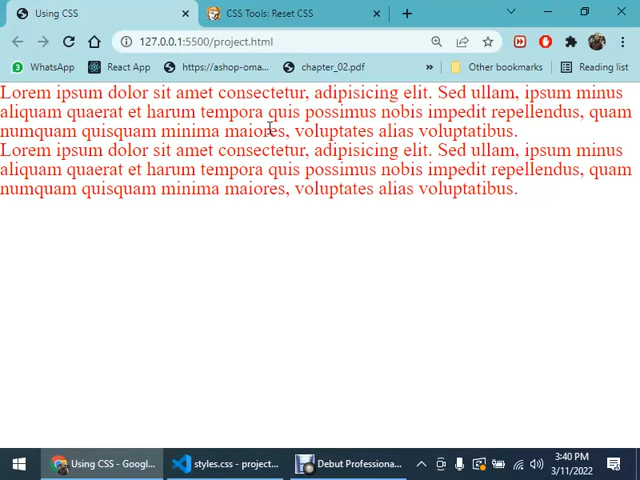 Using CSS
CSS Tools: Reset CSS
127.0.0.1:5500/project.html
WhatsApp
React App
https://ashop-oma...
chapter_02.pdf
»
Other bookmarks
Reading list
Lorem ipsum dolor sit amet consectetur, adipisicing elit. Sed ullam, ipsum minus
aliquam quaerat et harum tempora quis possimus nobis impedit repellendus, quam
numquam quisquam minima maiores, voluptates alias voluptatibus.
Lorem ipsum dolor sit amet consectetur, adipisicing elit. Sed ullam, ipsum minus
aliquam quaerat et harum tempora quis possimus nobis impedit repellendus, quam
numquam quisquam minima maiores, voluptates alias voluptatibus.
Using CSS - Googl...
styles.css - project...
Debut Professiona...
3:40 PM
3/11/2022